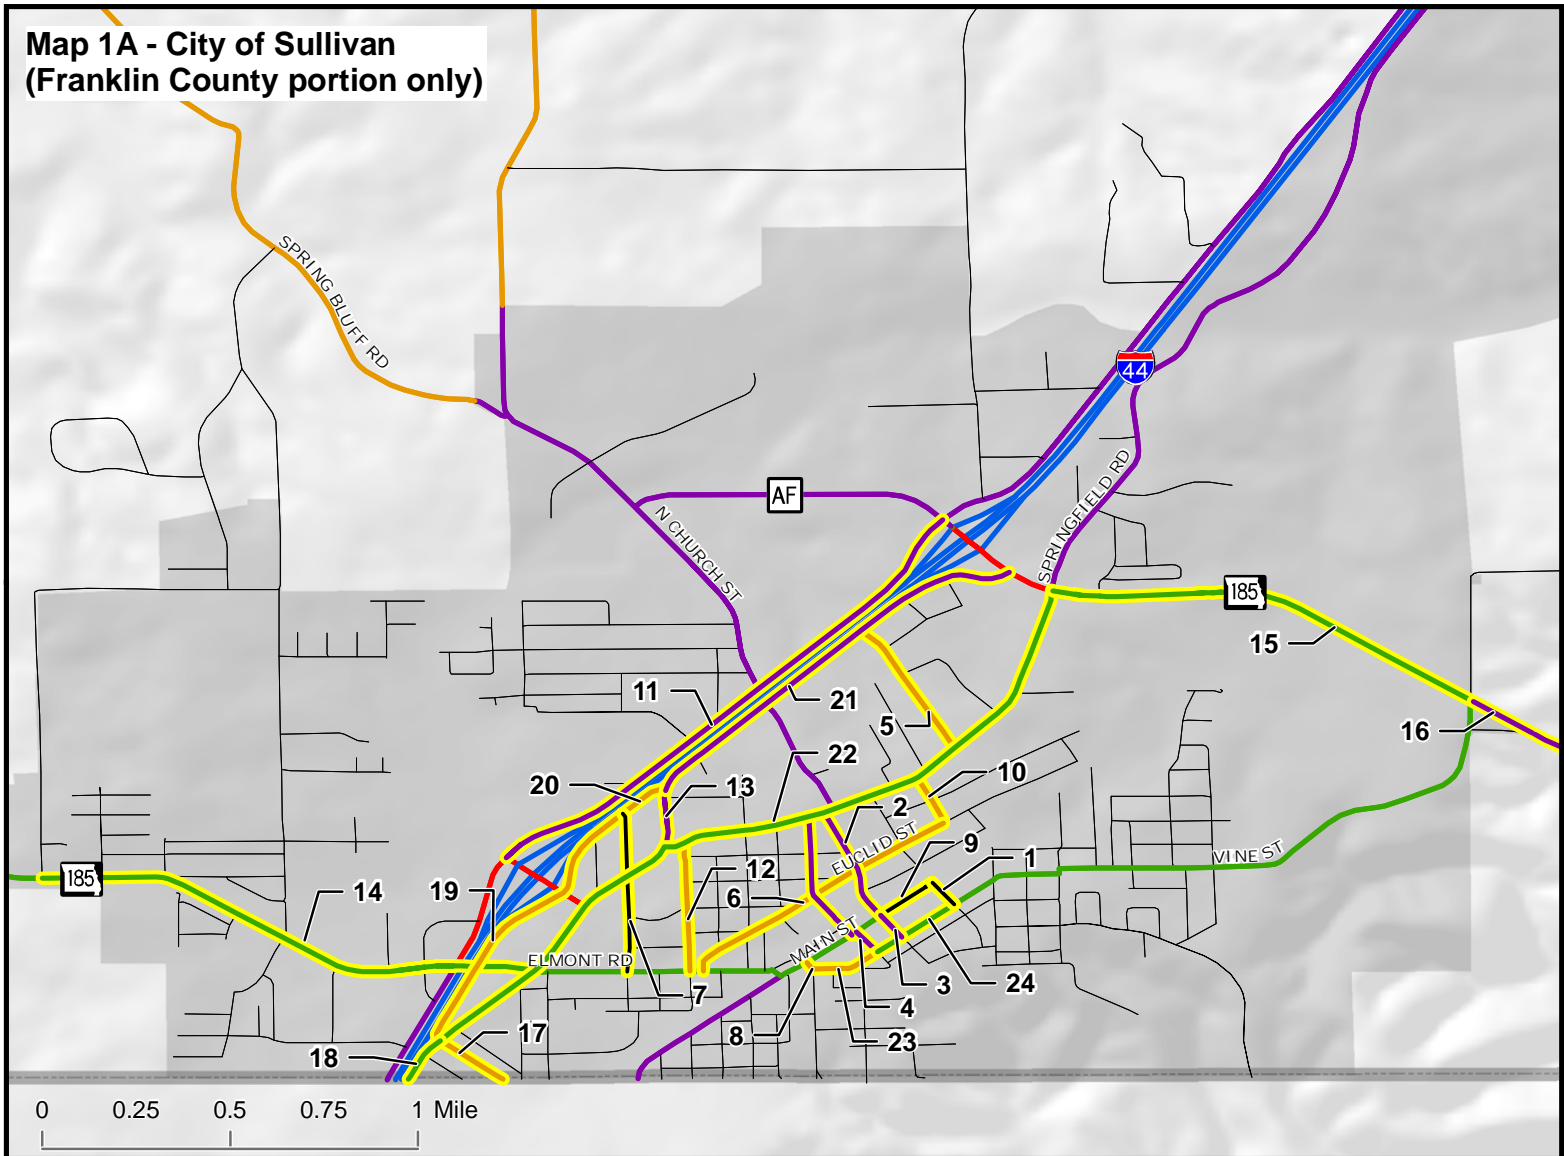 Map 1A - City of Sullivan
(Franklin County portion only)
SPRING BLUFF RD
44
SPRINGFIELD RD
AF
N CHURCH ST
185
15
11
21
5
16
22
20
13
10
2
EUCLID ST
9
1
VINE ST
185
14
19
12
6
MAIN ST
ELMONT RD
7
3
24
4
8
23
17
18
0 0.25 0.5 0.75 1 Mile